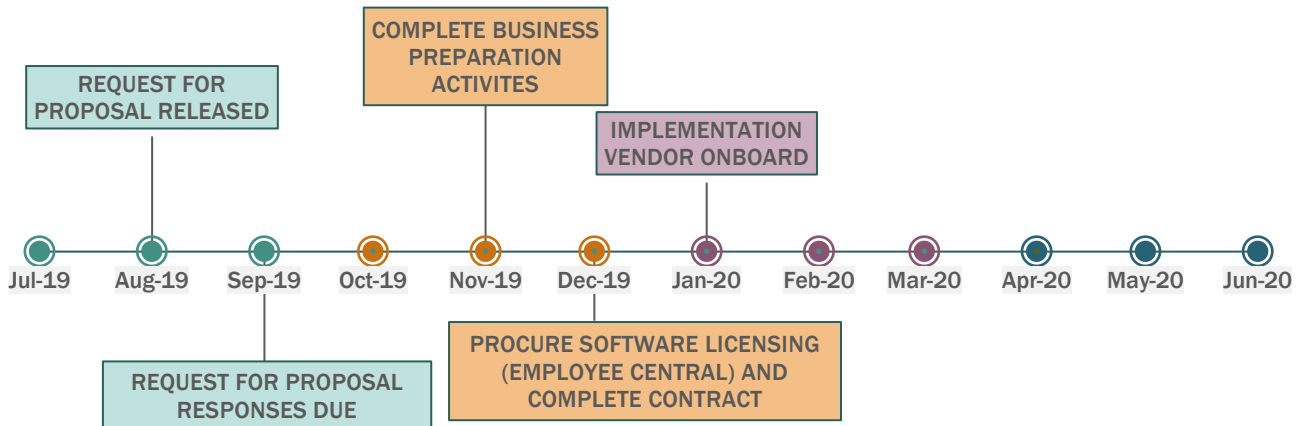 COMPLETE BUSINESS
PREPARATION
ACTIVITES
REQUEST FOR
PROPOSAL RELEASED
IMPLEMENTATION
VENDOR ONBOARD
Jul-19
Aug-19
Sep-19
Oct-19
Nov-19
Dec-19
Jan-20
Feb-20
Mar-20
Apr-20
May-20
Jun-20
PROCURE SOFTWARE LICENSING
(EMPLOYEE CENTRAL) AND
COMPLETE CONTRACT
REQUEST FOR PROPOSAL
RESPONSES DUE